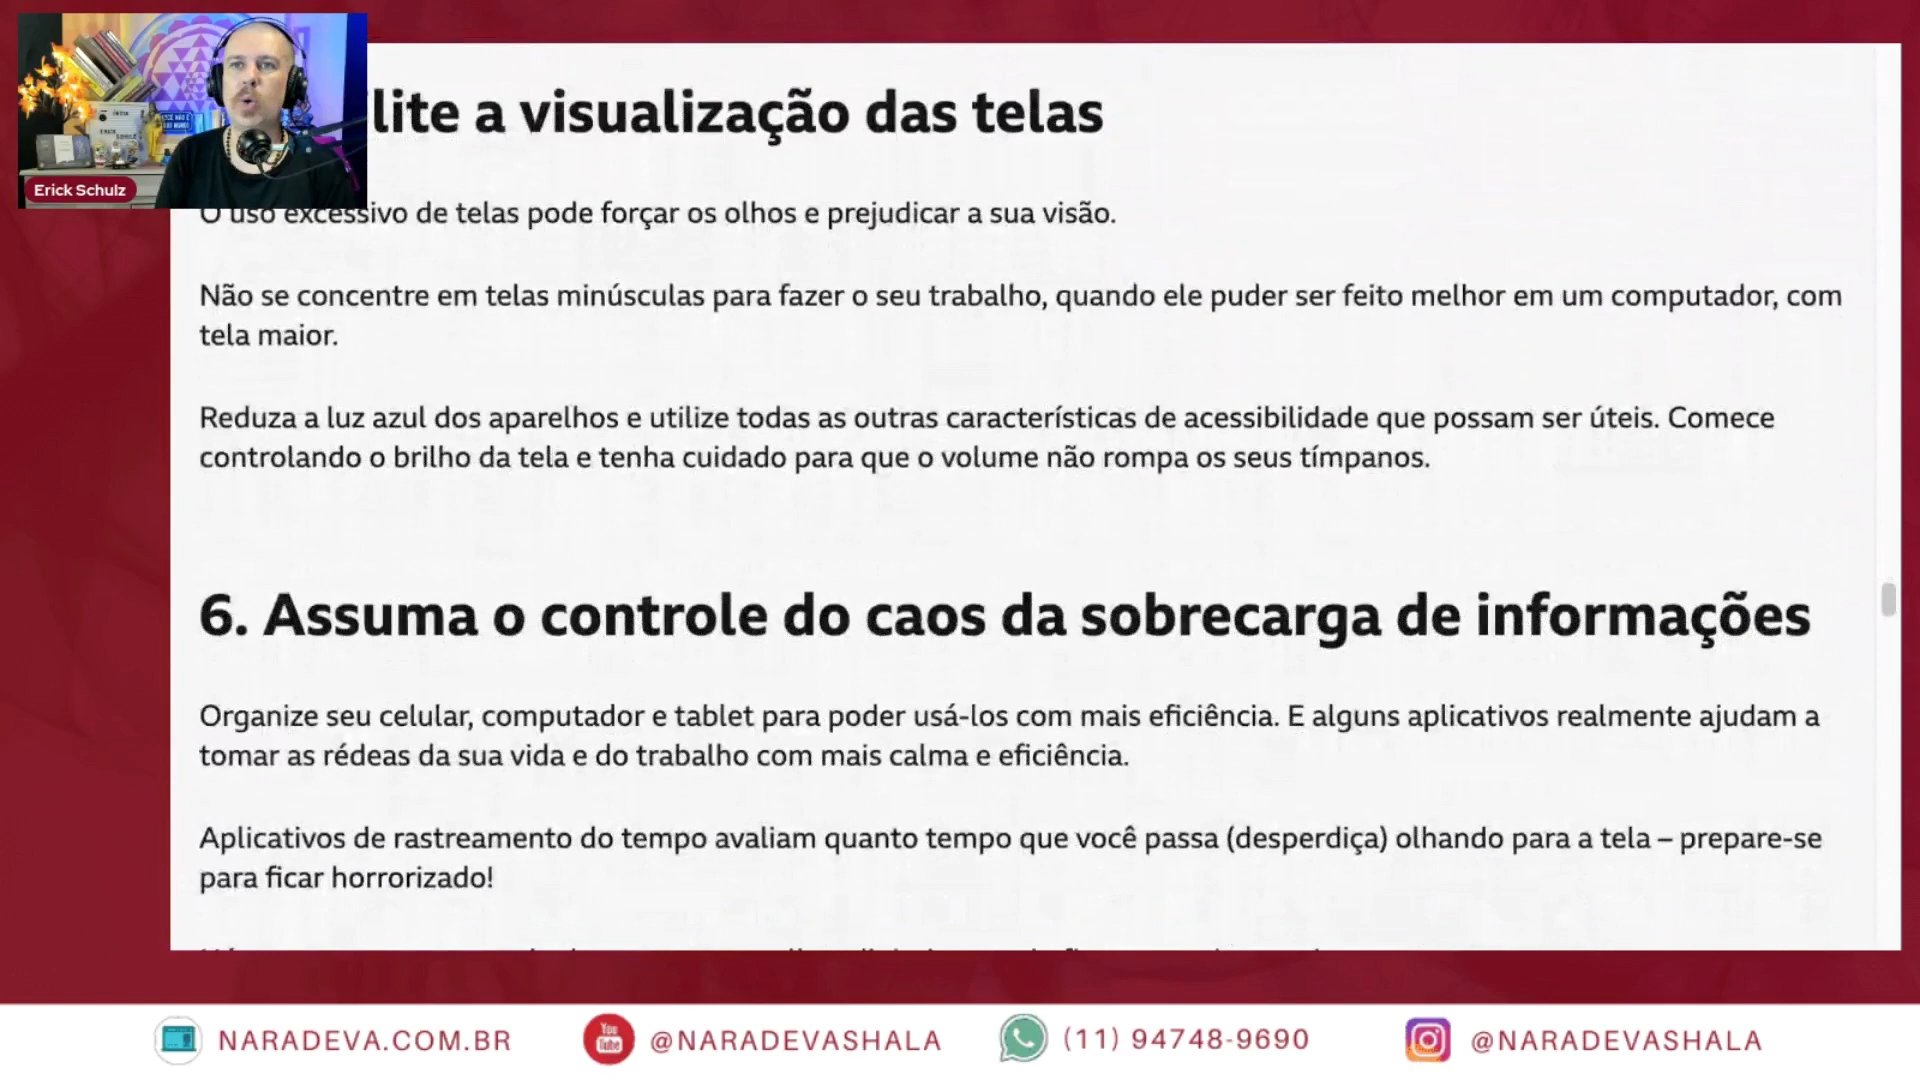 lite a visualização das telas
Erick Schulz
O uso excessivo de telas pode forçar os olhos e prejudicar a sua visão.
Não se concentre em telas minúsculas para fazer o seu trabalho, quando ele puder ser feito melhor em um computador, com
tela maior.
Reduza a luz azul dos aparelhos e utilize todas as outras características de acessibilidade que possam ser úteis. Comece
controlando o brilho da tela e tenha cuidado para que o volume não rompa os seus tímpanos.
6. Assuma o controle do caos da sobrecarga de informações
Organize seu celular, computador e tablet para poder usá-los com mais eficiência. E alguns aplicativos realmente ajudam a
tomar as rédeas da sua vida e do trabalho com mais calma e eficiência.
Aplicativos de rastreamento do tempo avaliam quanto tempo que você passa (desperdiça) olhando para a tela – prepare-se
para ficar horrorizado!
NARADEVA.COM.BR
You Tube @NARADEVASHALA
(11) 94748-9690
@NARADEVASHALA